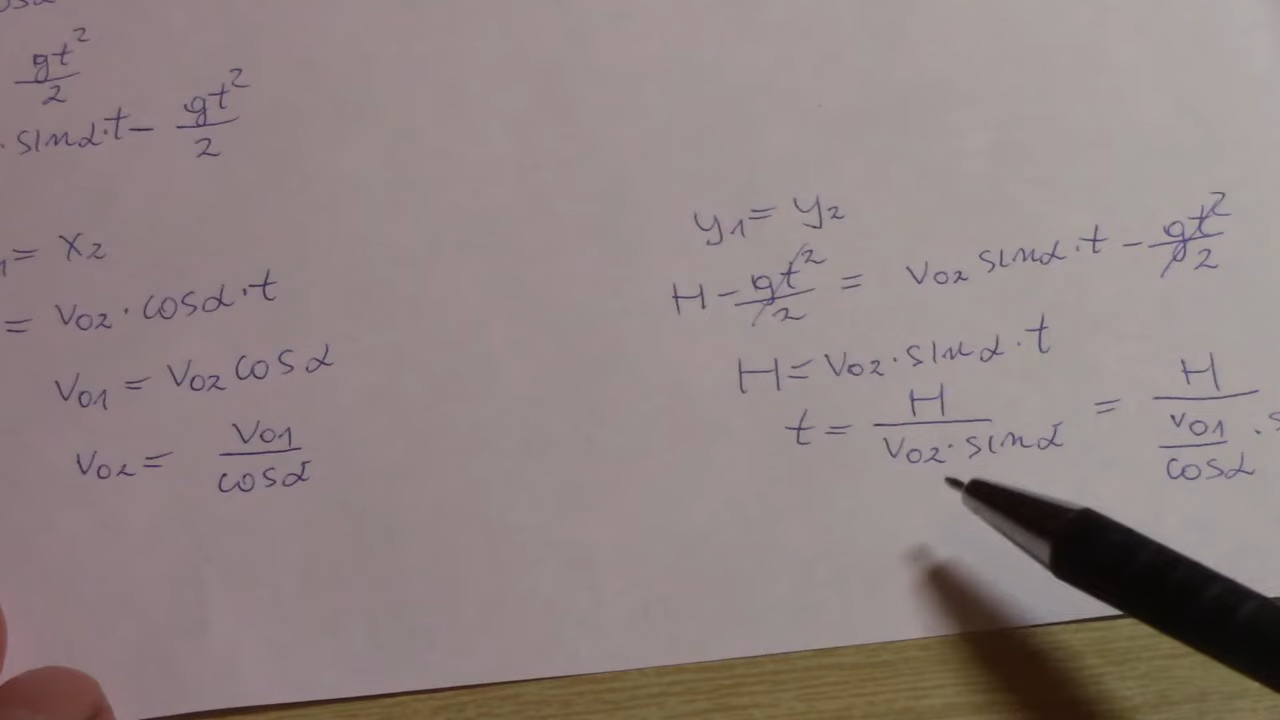 gt²/2
· sinα·t - gt²/2
= x₂
= v₀₂ · cosα·t
v₀₁ = v₀₂ cosα
v₀₂ = v₀₁/cosα
y₁ = y₂
H - gt²/2 = v₀₂ sinα·t - gt²/2
H = v₀₂ · sinα · t
t = H/(v₀₂ · sinα) = H/((v₀₁/cosα) ·